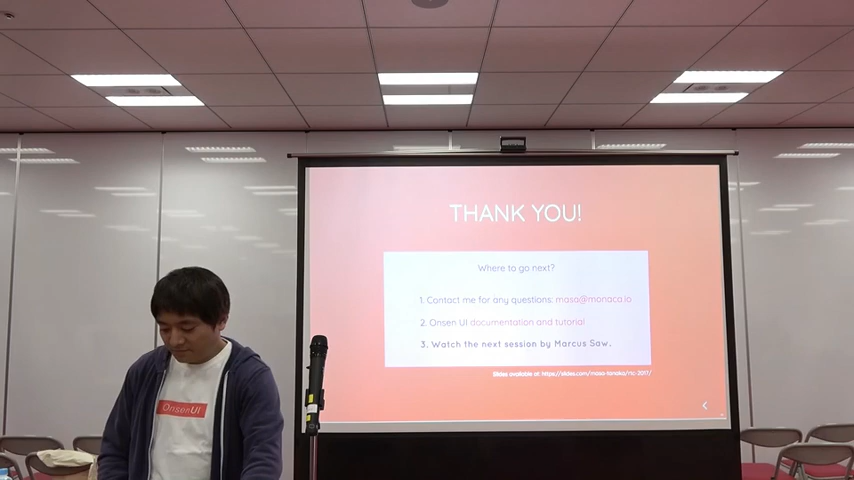 THANK YOU!
Where to go next?
1. Contact me for any questions: masa@monaca.io
2. Onsen UI documentation and tutorial
3. Watch the next session by Marcus Saw.
Slides available at: https://slides.com/masa-tanaka/rtc-2017/
OnsenUI